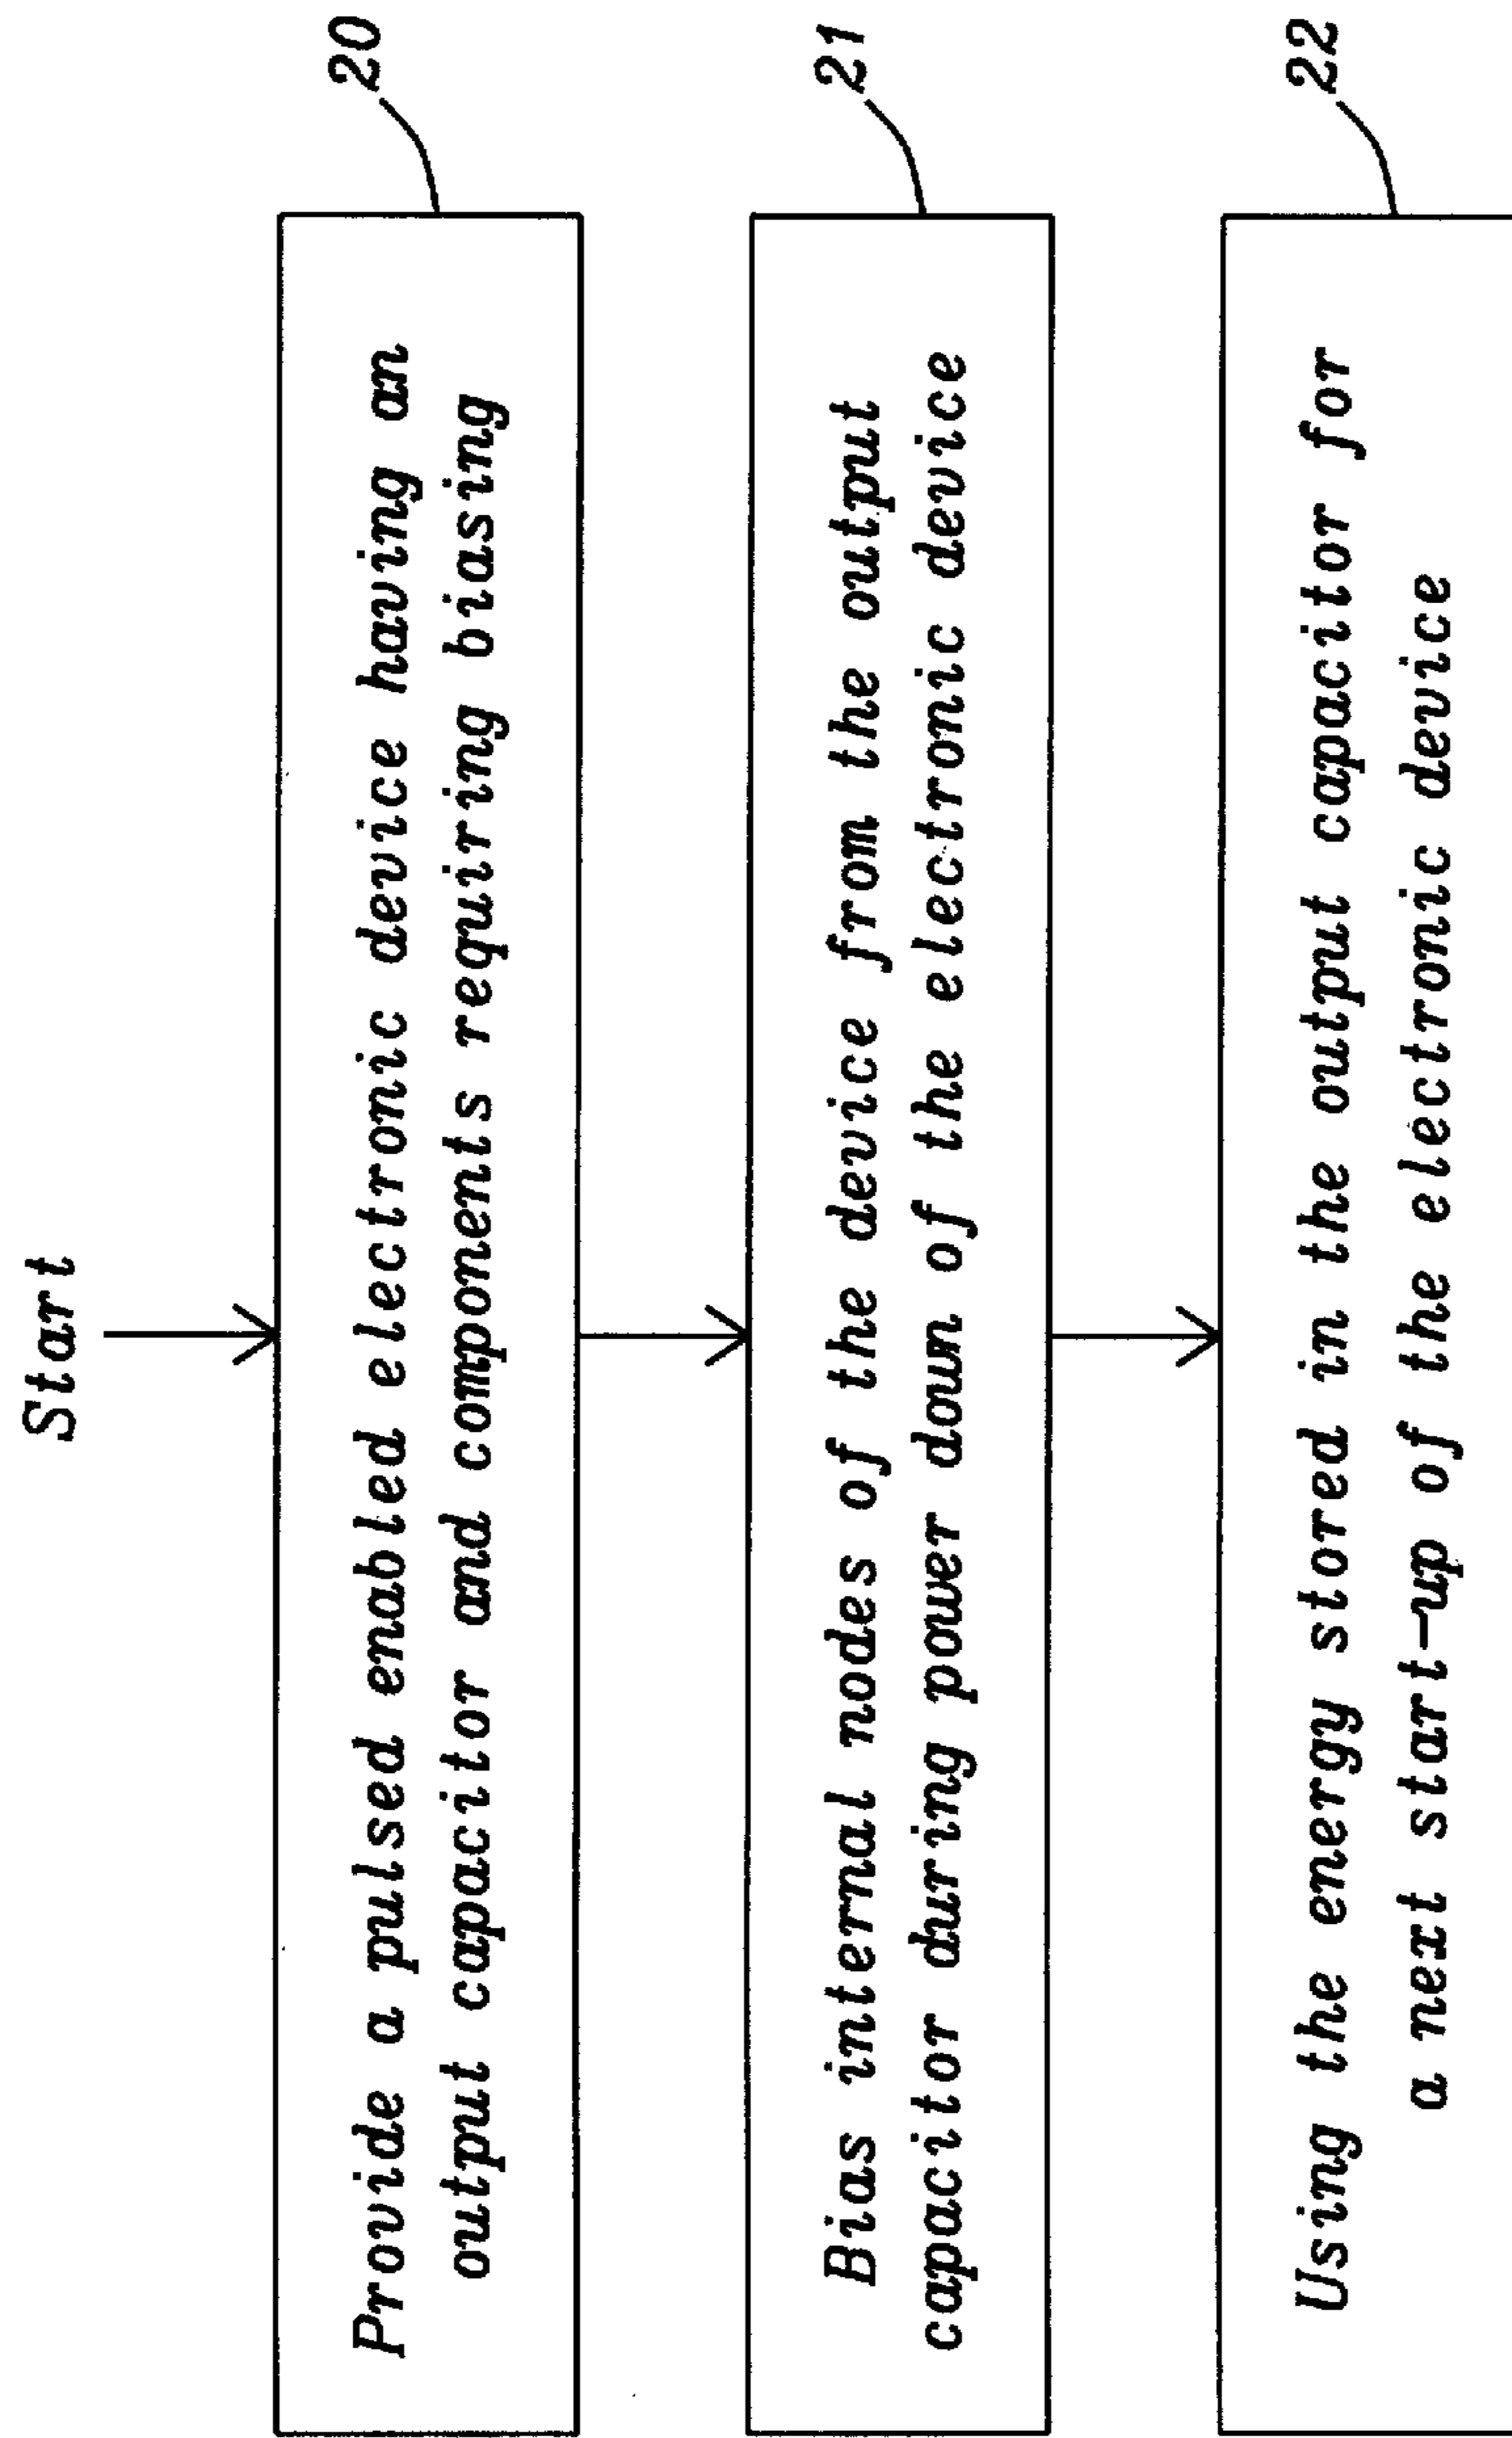 Start
20
Provide a pulsed enabled electronic device having an
output capacitor and components requiring biasing
21
Bias internal nodes of the device from the output
capacitor during power down of the electronic device
22
Using the energy stored in the output capacitor for
a next start-up of the electronic device